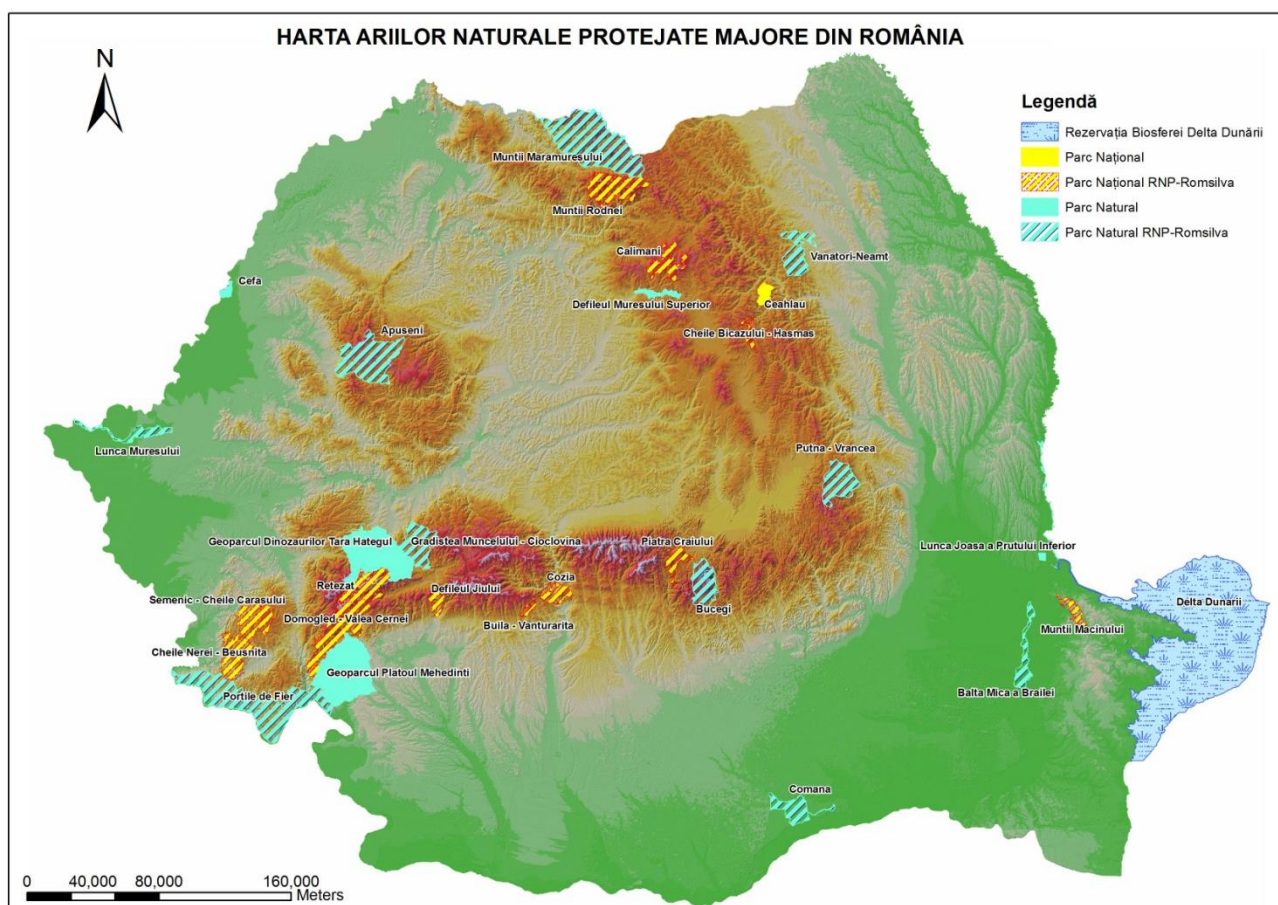 HARTA ARIILOR NATURALE PROTEJATE MAJORE DIN ROMÂNIA
N
Legendă
Rezervația Biosferei Delta Dunării
Parc Național
Parc Național RNP-Romsilva
Parc Natural
Parc Natural RNP-Romsilva
Muntii Maramuresului
Muntii Rodnei
Calimani
Vanatori-Neamt
Cefa
Defileul Muresului Superior
Ceahlau
Apuseni
Cheile Bicazului - Hasmas
Lunca Muresului
Putna - Vrancea
Geoparcul Dinozaurilor Tara Hategului
Gradistea Muncelului - Cioclovina
Piatra Craiului
Lunca Joasa a Prutului Inferior
Retezat
Defileul Jiului
Cozia
Semenic - Cheile Carasului
Domogled - Valea Cernei
Buila - Vanturarita
Bucegi
Delta Dunarii
Muntii Macinului
Cheile Nerei - Beusnita
Geoparcul Platoul Mehedinti
Portile de Fier
Balta Mica a Brailei
Comana
0 40,000 80,000 160,000
Meters